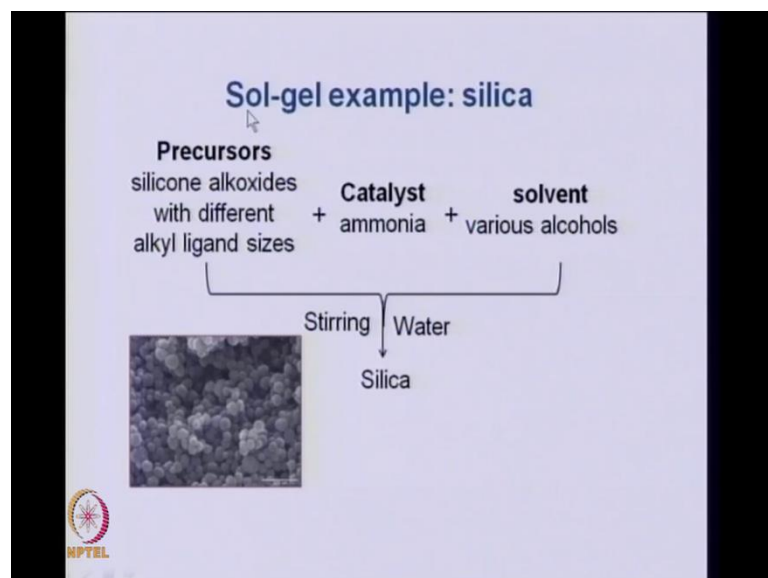 Sol-gel example: silica
Precursors
silicone alkoxides
with different
alkyl ligand sizes
+
Catalyst
ammonia
+
solvent
various alcohols
Stirring
Water
Silica
NPTEL